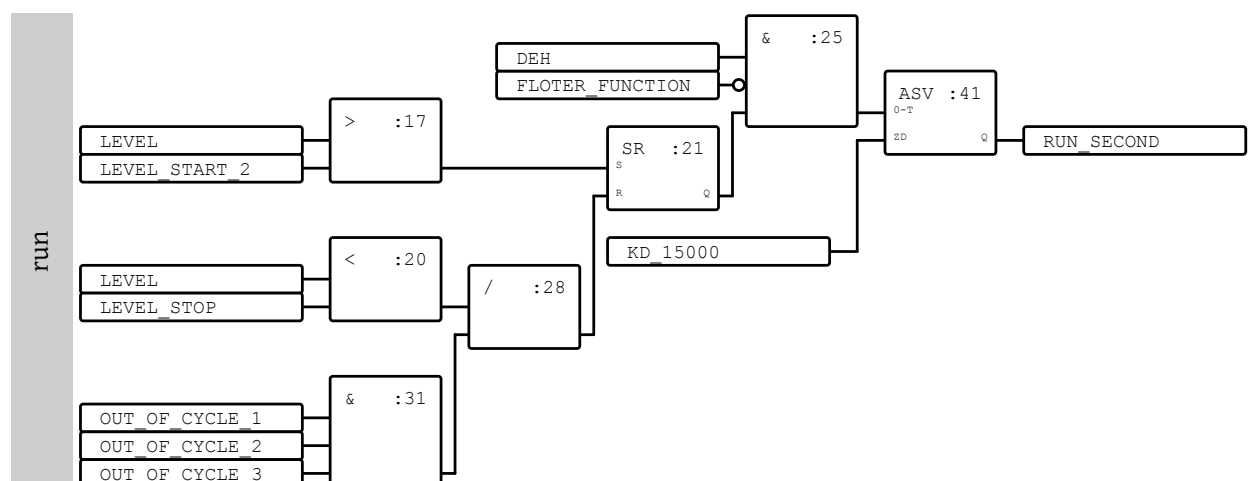 run
& :25
DEH
FLOTER_FUNCTION
ASV :41
0-T
ZD Q
RUN_SECOND
> :17
LEVEL
LEVEL_START_2
SR :21
S
R Q
KD_15000
< :20
LEVEL
LEVEL_STOP
/ :28
& :31
OUT_OF_CYCLE_1
OUT_OF_CYCLE_2
OUT_OF_CYCLE_3